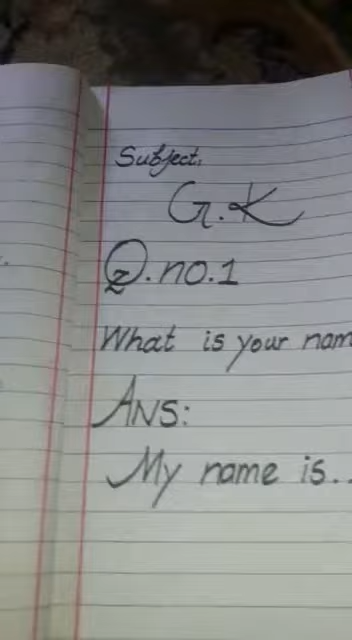 Subject.
G.K
Q.no.1
What is your nam
ANS:
My name is..